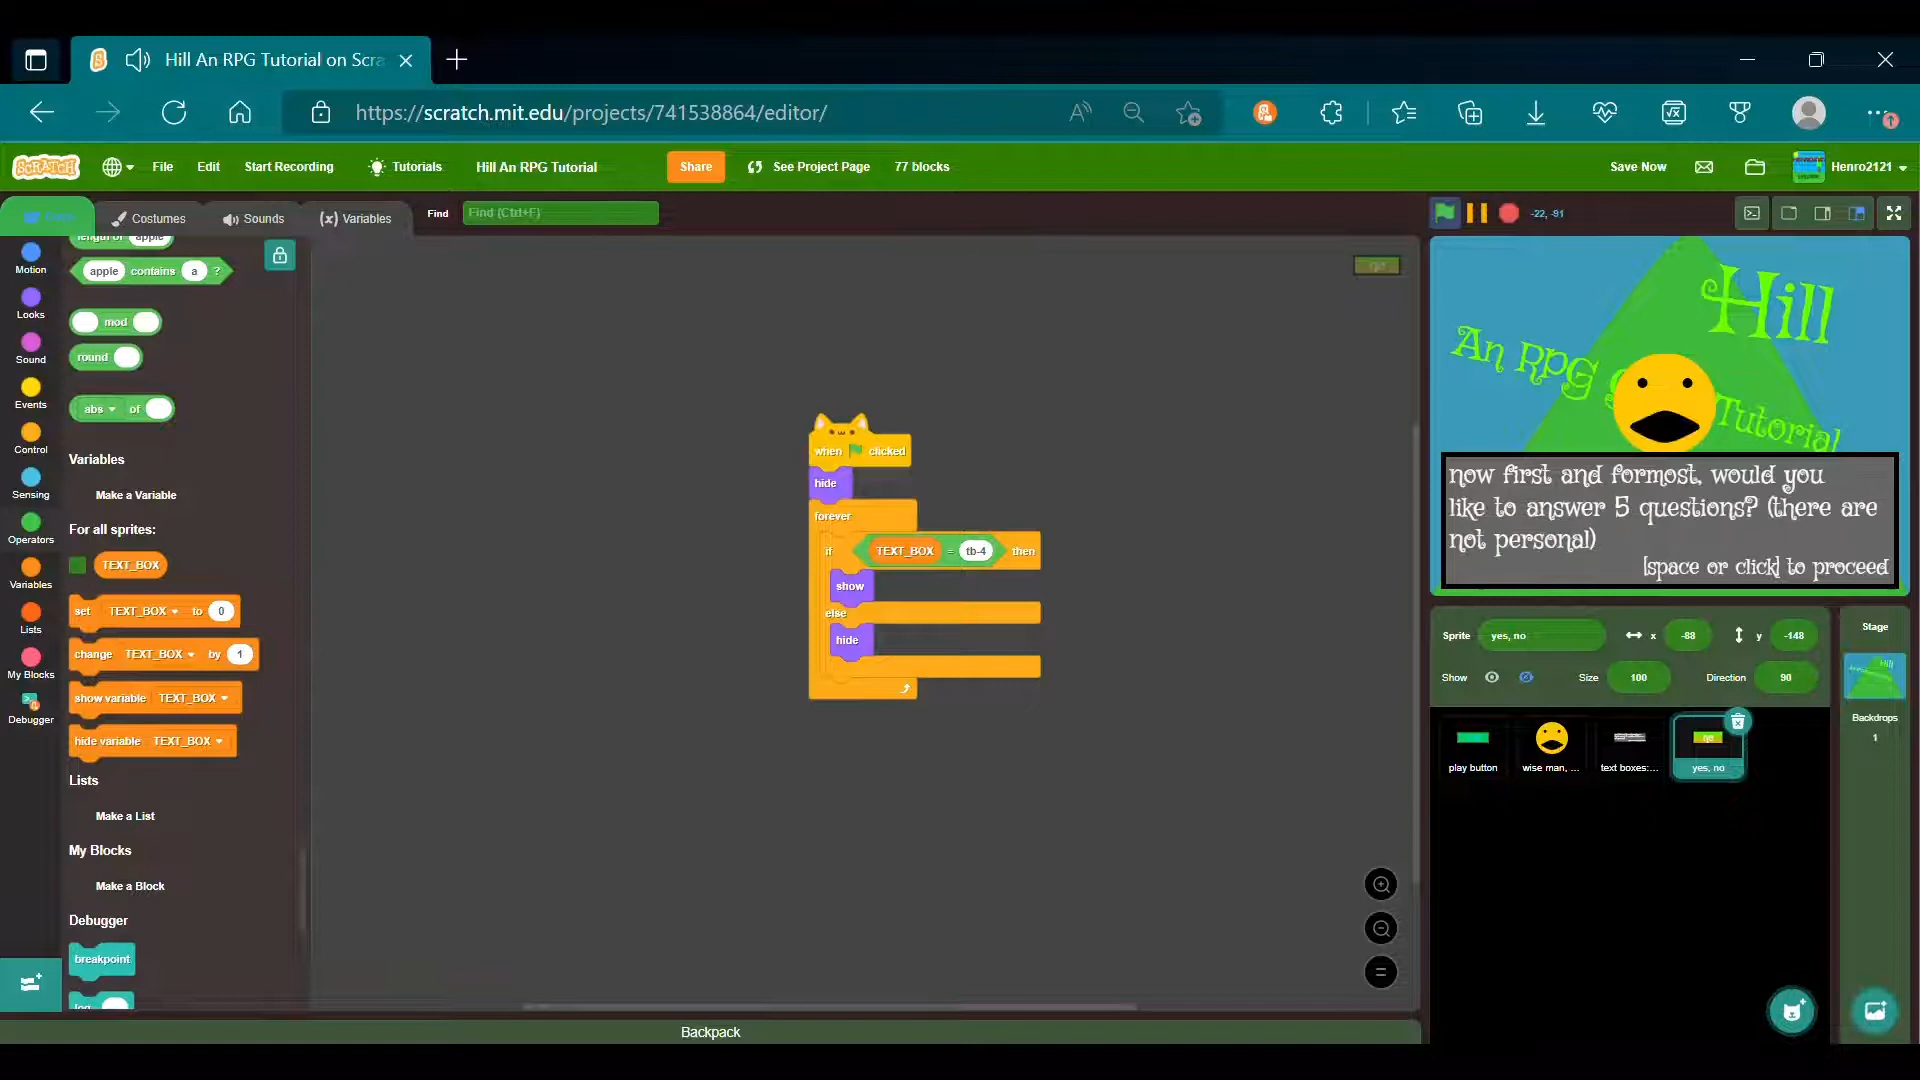 Hill An RPG Tutorial on Scra
https://scratch.mit.edu/projects/741538864/editor/
SCRATCH
File
Edit
Start Recording
Tutorials
Hill An RPG Tutorial
Share
See Project Page
77 blocks
Save Now
Henro2121
Costumes
Sounds
(x) Variables
Find
Find (Ctrl+F)
-22, -91
Motion
Looks
Sound
Events
Control
Sensing
Operators
Variables
Lists
My Blocks
Debugger
length of apple
apple contains a ?
mod
round
abs of
Variables
Make a Variable
For all sprites:
TEXT_BOX
set TEXT_BOX to 0
change TEXT_BOX by 1
show variable TEXT_BOX
hide variable TEXT_BOX
Lists
Make a List
My Blocks
Make a Block
Debugger
breakpoint
log
when clicked
hide
forever
if TEXT_BOX = tb-4 then
show
else
hide
no
Backpack
Hill
An RPG
Tutorial
now first and formost, would you
like to answer 5 questions? (there are
not personal)
[space or click] to proceed
Sprite yes, no x -88 y -148
Show Size 100 Direction 90
Stage
Backdrops
1
play button
wise man, ...
text boxes:...
no
yes, no